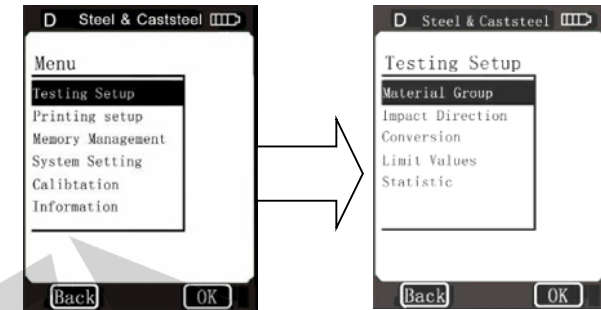 D Steel & Caststeel
Menu
Testing Setup
Printing setup
Memory Management
System Setting
Calibtation
Information
Back OK
D Steel & Caststeel
Testing Setup
Material Group
Impact Direction
Conversion
Limit Values
Statistic
Back OK